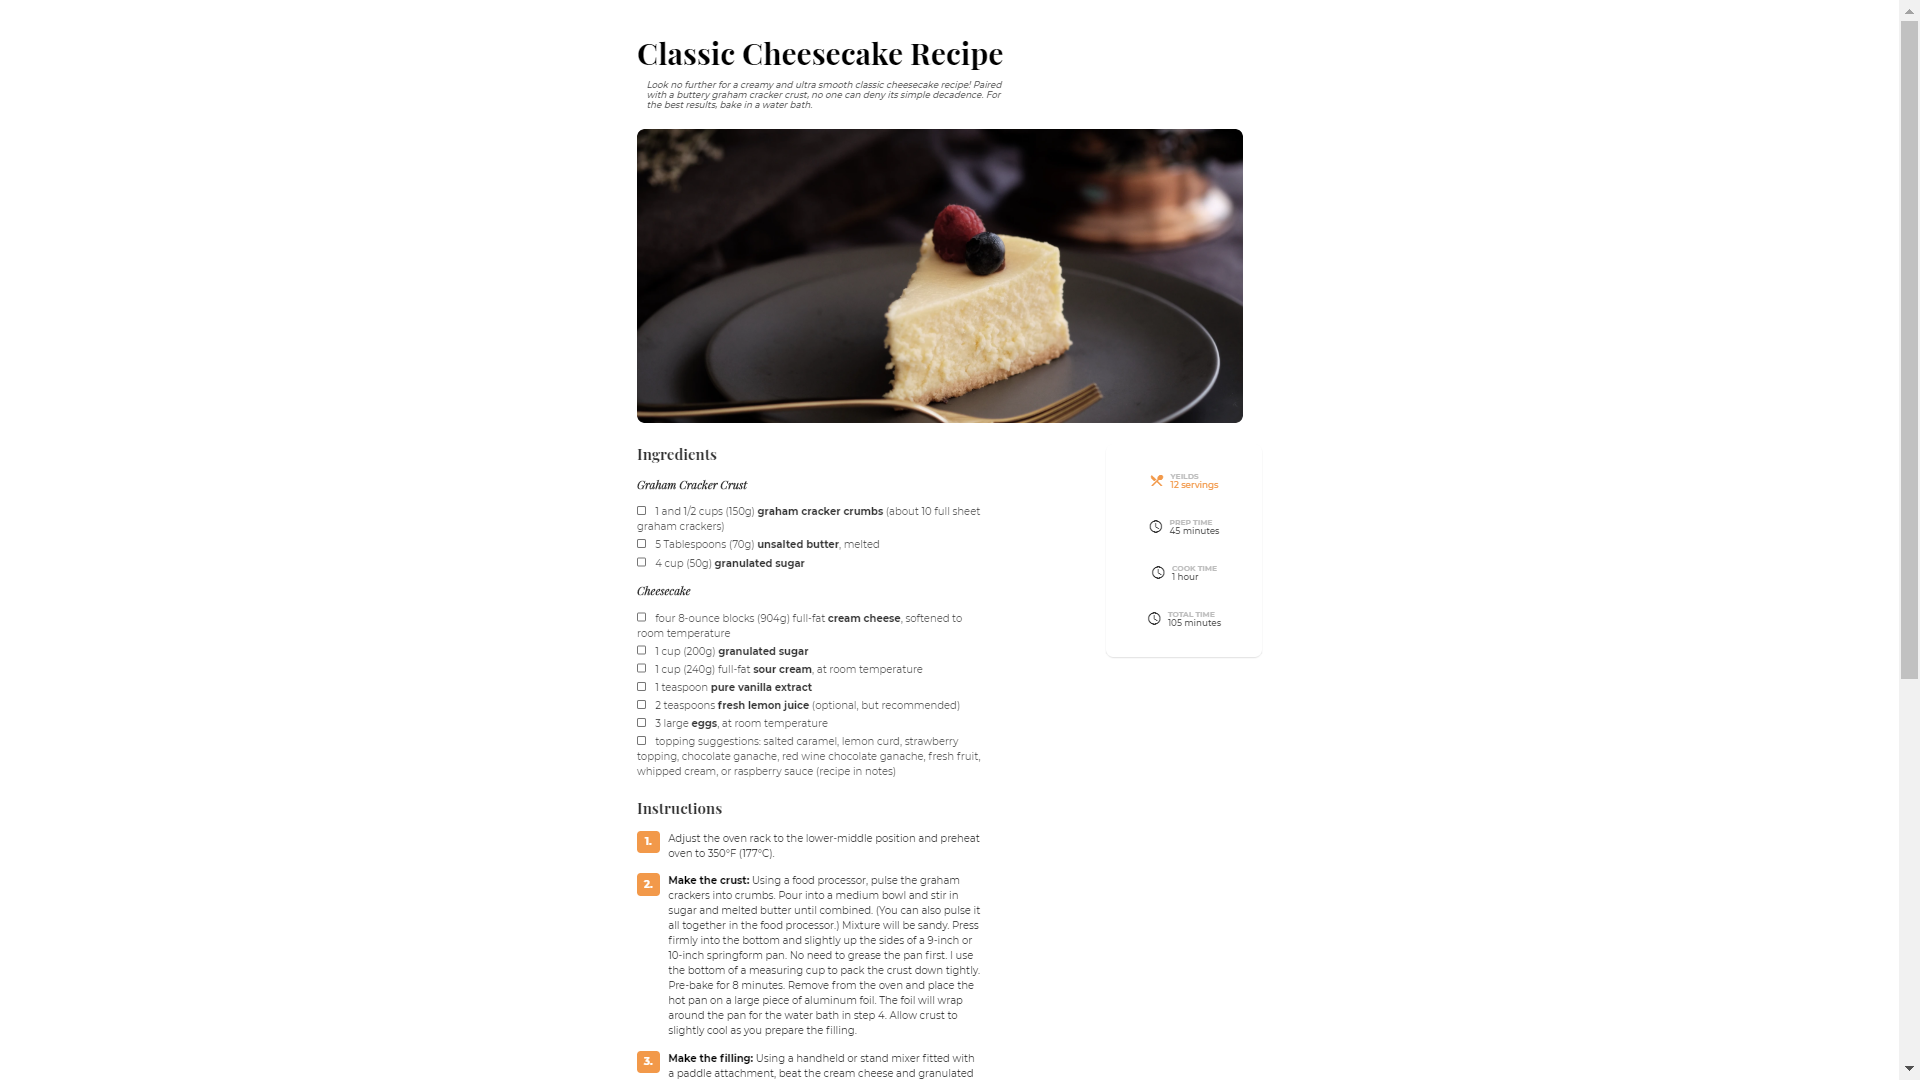 Classic Cheesecake Recipe
Look no further for a creamy and ultra smooth classic cheesecake recipe! Paired
with a buttery graham cracker crust, no one can deny its simple decadence. For
the best results, bake in a water bath.
Ingredients
Graham Cracker Crust
1 and 1/2 cups (150g) graham cracker crumbs (about 10 full sheet
graham crackers)
5 Tablespoons (70g) unsalted butter, melted
4 cup (50g) granulated sugar
Cheesecake
four 8-ounce blocks (904g) full-fat cream cheese, softened to
room temperature
1 cup (200g) granulated sugar
1 cup (240g) full-fat sour cream, at room temperature
1 teaspoon pure vanilla extract
2 teaspoons fresh lemon juice (optional, but recommended)
3 large eggs, at room temperature
topping suggestions: salted caramel, lemon curd, strawberry
topping, chocolate ganache, red wine chocolate ganache, fresh fruit,
whipped cream, or raspberry sauce (recipe in notes)
YEILDS
12 servings
PREP TIME
45 minutes
COOK TIME
1 hour
TOTAL TIME
105 minutes
Instructions
1. Adjust the oven rack to the lower-middle position and preheat
oven to 350°F (177°C).
2. Make the crust: Using a food processor, pulse the graham
crackers into crumbs. Pour into a medium bowl and stir in
sugar and melted butter until combined. (You can also pulse it
all together in the food processor.) Mixture will be sandy. Press
firmly into the bottom and slightly up the sides of a 9-inch or
10-inch springform pan. No need to grease the pan first. I use
the bottom of a measuring cup to pack the crust down tightly.
Pre-bake for 8 minutes. Remove from the oven and place the
hot pan on a large piece of aluminum foil. The foil will wrap
around the pan for the water bath in step 4. Allow crust to
slightly cool as you prepare the filling.
3. Make the filling: Using a handheld or stand mixer fitted with
a paddle attachment, beat the cream cheese and granulated